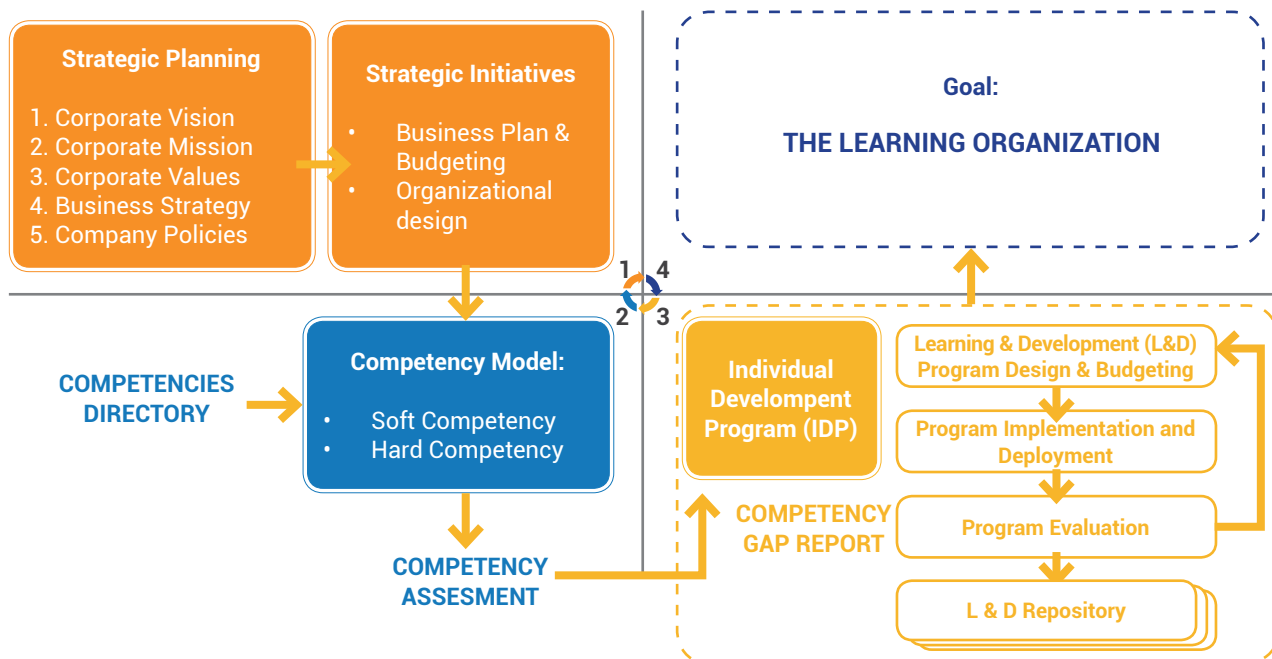 Strategic Planning
1. Corporate Vision
2. Corporate Mission
3. Corporate Values
4. Business Strategy
5. Company Policies
Strategic Initiatives
• Business Plan &
Budgeting
• Organizational
design
Goal:
THE LEARNING ORGANIZATION
1
4
2
3
COMPETENCIES
DIRECTORY
Competency Model:
• Soft Competency
• Hard Competency
COMPETENCY
ASSESMENT
Individual
Develompent
Program (IDP)
COMPETENCY
GAP REPORT
Learning & Development (L&D)
Program Design & Budgeting
Program Implementation and
Deployment
Program Evaluation
L & D Repository